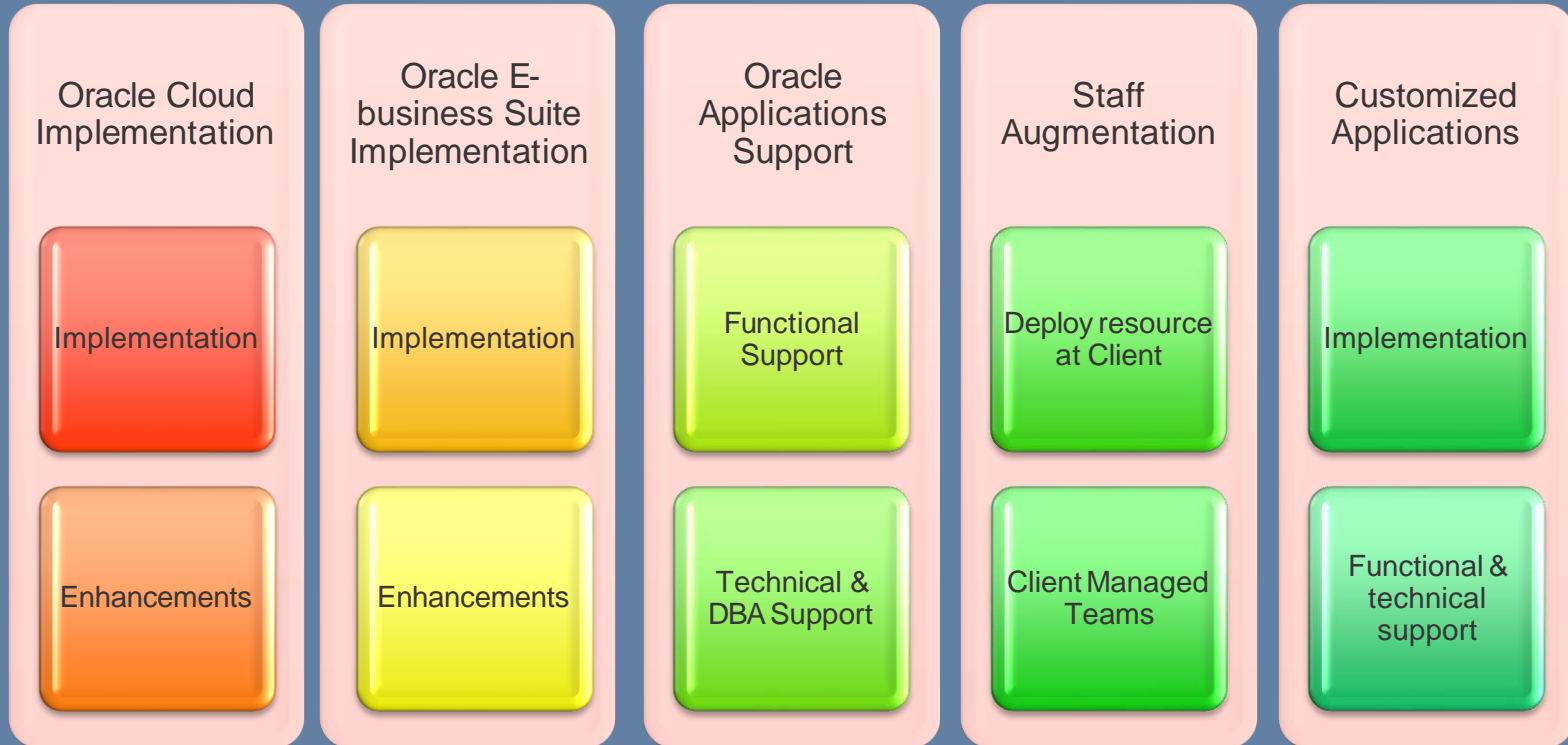 Oracle Cloud
Implementation
Implementation
Enhancements
Oracle E-
business Suite
Implementation
Implementation
Enhancements
Oracle
Applications
Support
Functional
Support
Technical &
DBA Support
Staff
Augmentation
Deploy resource
at Client
Client Managed
Teams
Customized
Applications
Implementation
Functional &
technical
support